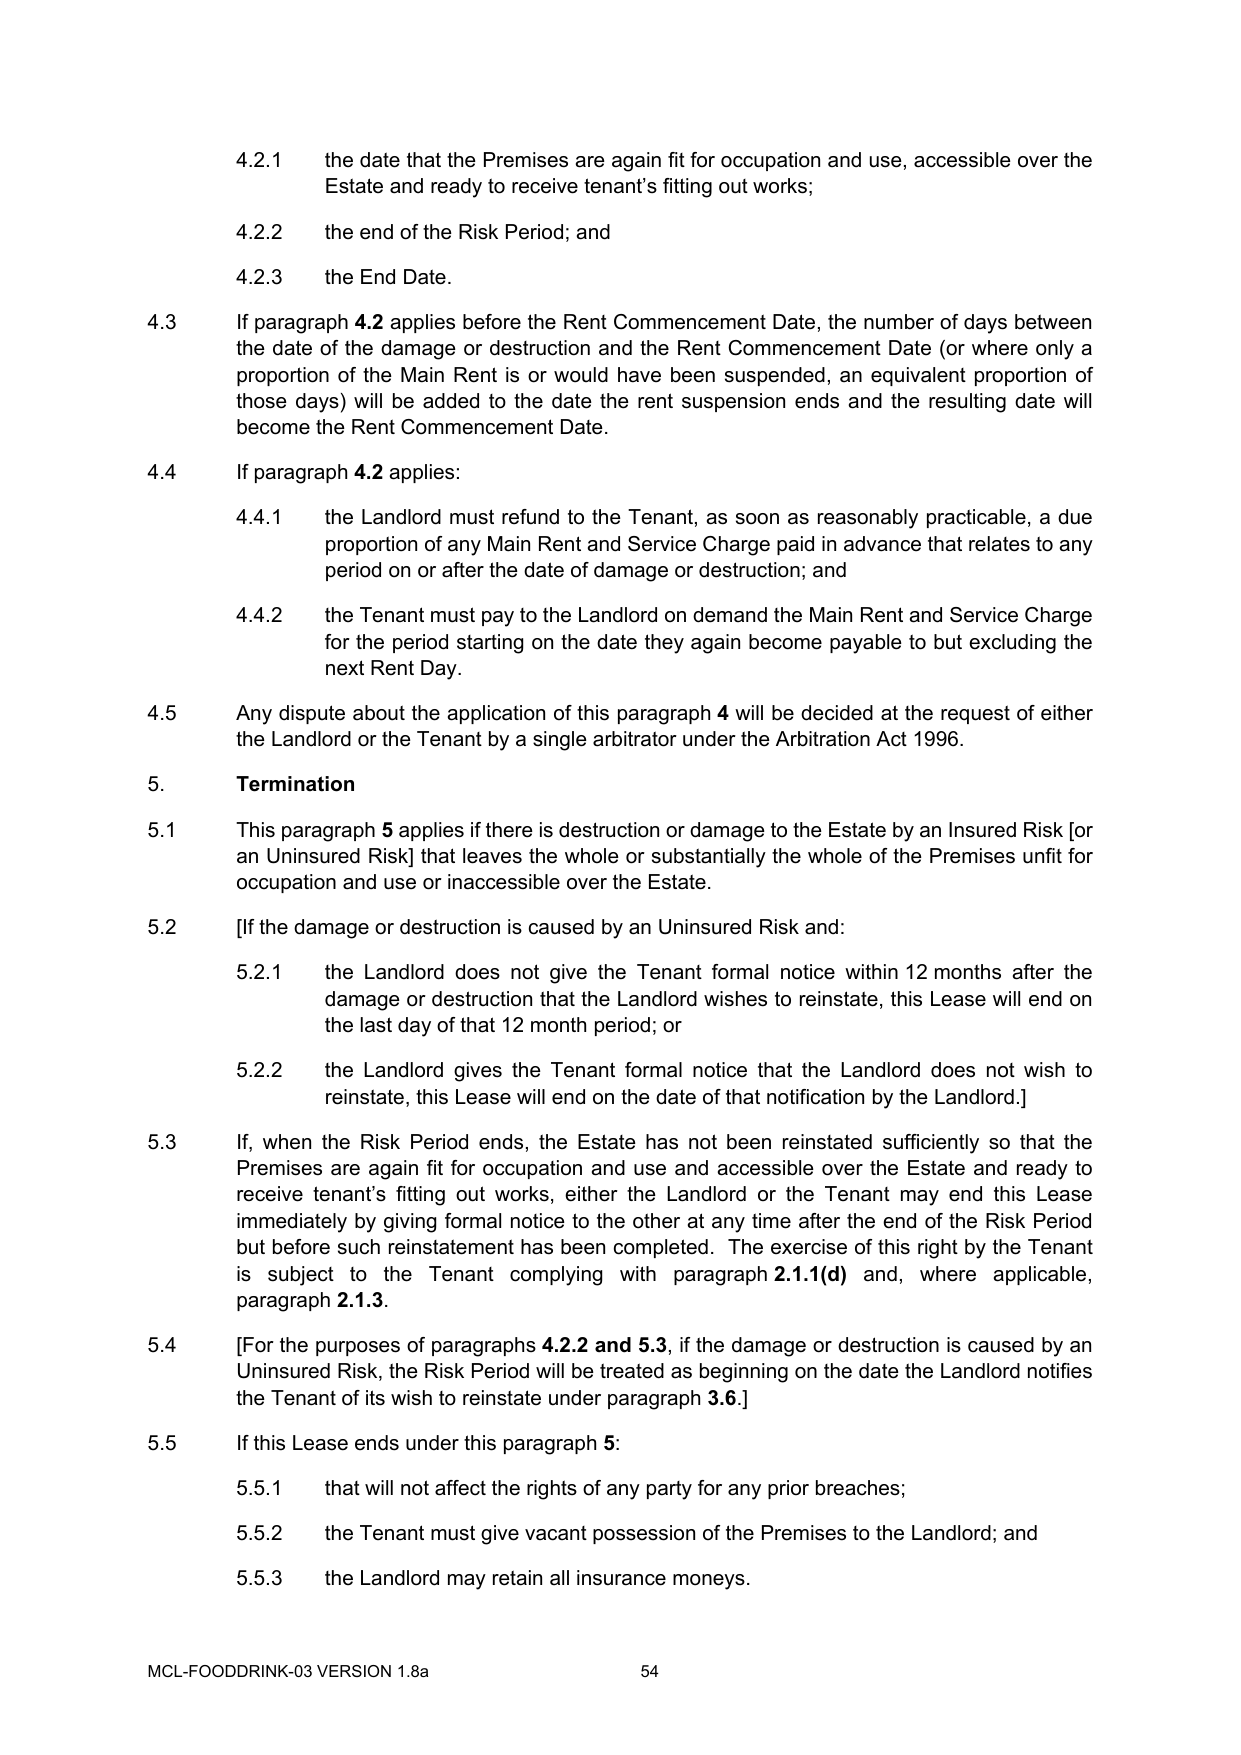 4.2.1 the date that the Premises are again fit for occupation and use, accessible over the
Estate and ready to receive tenant’s fitting out works;
4.2.2 the end of the Risk Period; and
4.2.3 the End Date.
4.3 If paragraph 4.2 applies before the Rent Commencement Date, the number of days between
the date of the damage or destruction and the Rent Commencement Date (or where only a
proportion of the Main Rent is or would have been suspended, an equivalent proportion of
those days) will be added to the date the rent suspension ends and the resulting date will
become the Rent Commencement Date.
4.4 If paragraph 4.2 applies:
4.4.1 the Landlord must refund to the Tenant, as soon as reasonably practicable, a due
proportion of any Main Rent and Service Charge paid in advance that relates to any
period on or after the date of damage or destruction; and
4.4.2 the Tenant must pay to the Landlord on demand the Main Rent and Service Charge
for the period starting on the date they again become payable to but excluding the
next Rent Day.
4.5 Any dispute about the application of this paragraph 4 will be decided at the request of either
the Landlord or the Tenant by a single arbitrator under the Arbitration Act 1996.
5. Termination
5.1 This paragraph 5 applies if there is destruction or damage to the Estate by an Insured Risk [or
an Uninsured Risk] that leaves the whole or substantially the whole of the Premises unfit for
occupation and use or inaccessible over the Estate.
5.2 [If the damage or destruction is caused by an Uninsured Risk and:
5.2.1 the Landlord does not give the Tenant formal notice within 12 months after the
damage or destruction that the Landlord wishes to reinstate, this Lease will end on
the last day of that 12 month period; or
5.2.2 the Landlord gives the Tenant formal notice that the Landlord does not wish to
reinstate, this Lease will end on the date of that notification by the Landlord.]
5.3 If, when the Risk Period ends, the Estate has not been reinstated sufficiently so that the
Premises are again fit for occupation and use and accessible over the Estate and ready to
receive tenant’s fitting out works, either the Landlord or the Tenant may end this Lease
immediately by giving formal notice to the other at any time after the end of the Risk Period
but before such reinstatement has been completed. The exercise of this right by the Tenant
is subject to the Tenant complying with paragraph 2.1.1(d) and, where applicable,
paragraph 2.1.3.
5.4 [For the purposes of paragraphs 4.2.2 and 5.3, if the damage or destruction is caused by an
Uninsured Risk, the Risk Period will be treated as beginning on the date the Landlord notifies
the Tenant of its wish to reinstate under paragraph 3.6.]
5.5 If this Lease ends under this paragraph 5:
5.5.1 that will not affect the rights of any party for any prior breaches;
5.5.2 the Tenant must give vacant possession of the Premises to the Landlord; and
5.5.3 the Landlord may retain all insurance moneys.
MCL-FOODDRINK-03 VERSION 1.8a 54